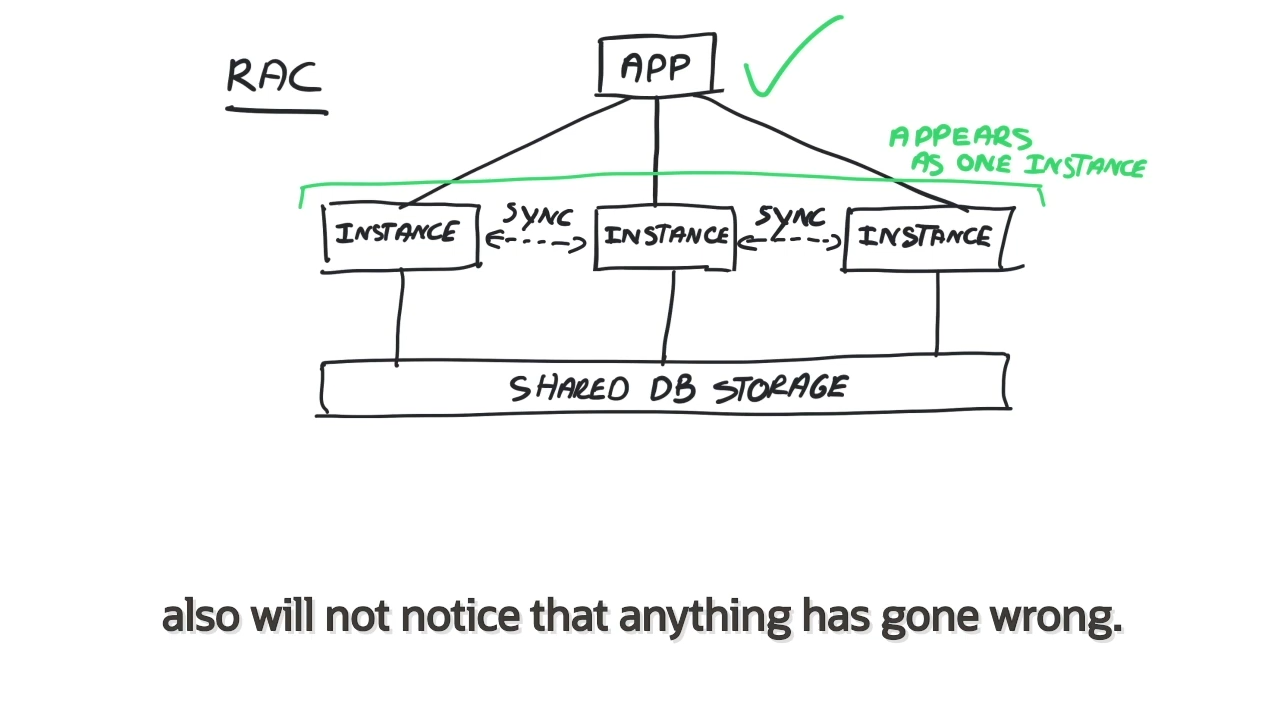 RAC
APP
APPEARS
AS ONE INSTANCE
INSTANCE
SYNC
INSTANCE
SYNC
INSTANCE
SHARED DB STORAGE
also will not notice that anything has gone wrong.